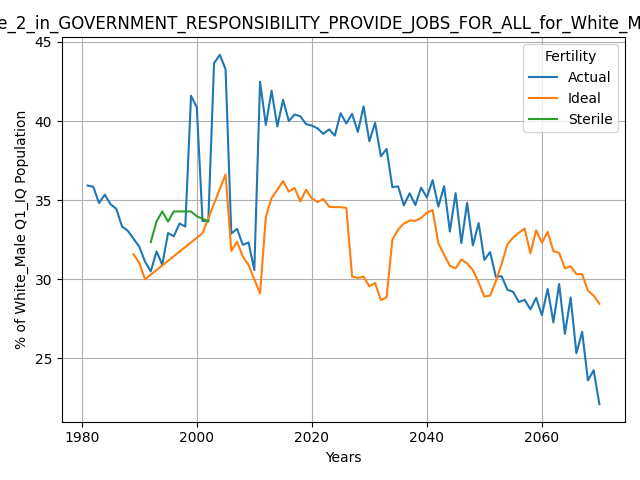 e_2_in_GOVERNMENT_RESPONSIBILITY_PROVIDE_JOBS_FOR_ALL_for_White_M
Fertility
Actual
Ideal
Sterile
% of White_Male Q1_IQ Population
45
40
35
30
25
1980
2000
2020
2040
2060
Years